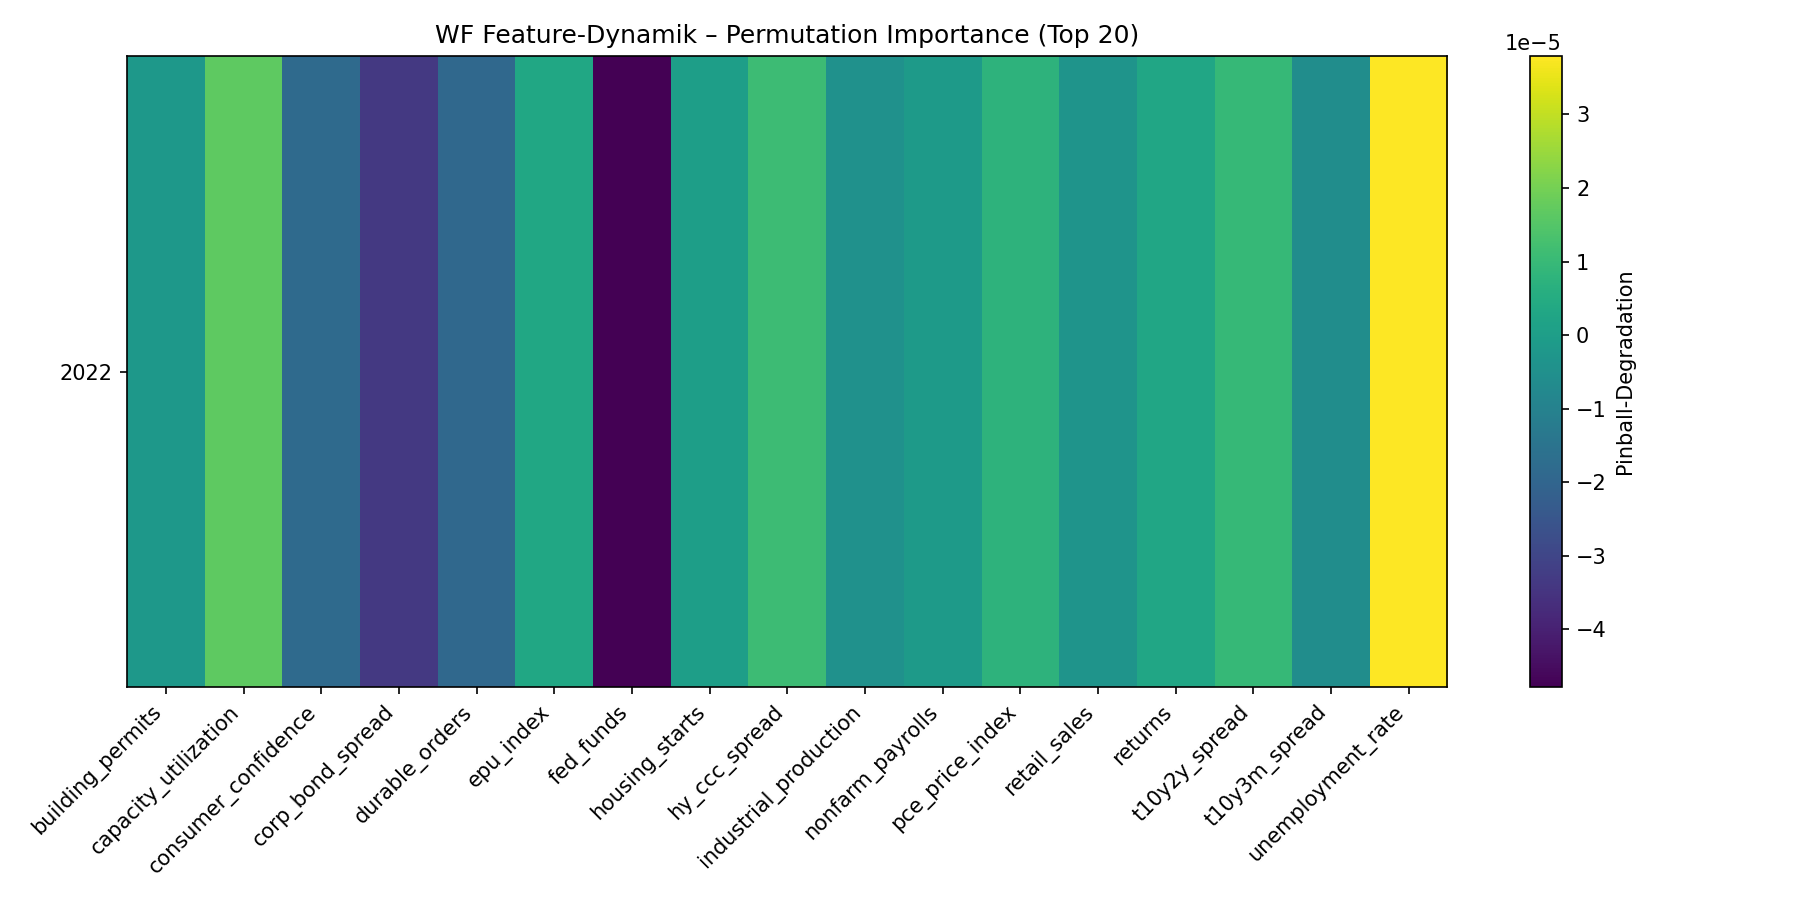 WF Feature-Dynamik – Permutation Importance (Top 20)
1e−5
3
2
1
0
−1
−2
−3
−4
Pinball-Degradation
2022
building_permits
capacity_utilization
consumer_confidence
corp_bond_spread
durable_orders
epu_index
fed_funds
housing_starts
hy_ccc_spread
industrial_production
nonfarm_payrolls
pce_price_index
retail_sales
returns
t10y2y_spread
t10y3m_spread
unemployment_rate